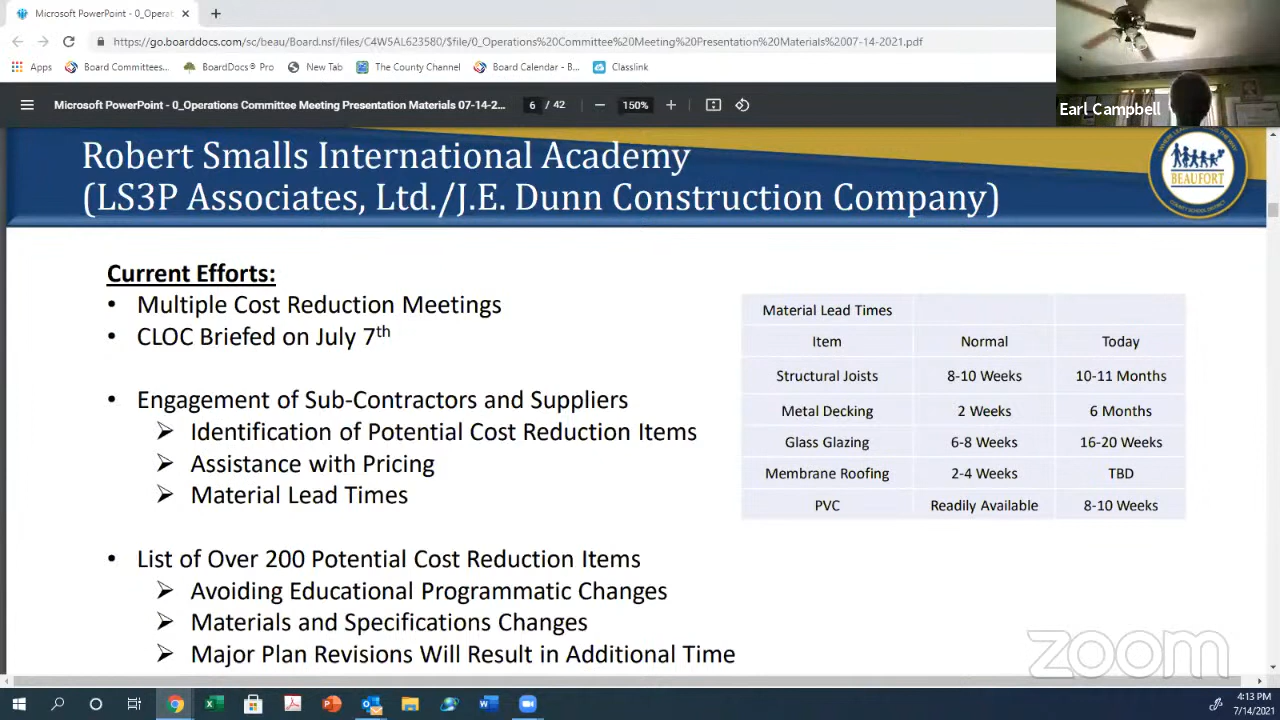 Microsoft PowerPoint - 0_Operat
https://go.boarddocs.com/sc/beau/Board.nsf/files/
$file/0_Operations%20Committee%20Meeting%20Presentation%20Materials%2007-14-2021.pdf
Apps
Board Committees...
BoardDocs® Pro
New Tab
The County Channel
Board Calendar - B...
Classlink
Earl Campbell
Microsoft PowerPoint - 0_Operations Committee Meeting Presentation Materials 07-14-2...
6 / 42
150%
Robert Smalls International Academy
(LS3P Associates, Ltd./J.E. Dunn Construction Company)
BEAUFORT
COUNTY SCHOOL DISTRICT
Current Efforts:
• Multiple Cost Reduction Meetings
• CLOC Briefed on July 7th
• Engagement of Sub-Contractors and Suppliers
➢ Identification of Potential Cost Reduction Items
➢ Assistance with Pricing
➢ Material Lead Times
• List of Over 200 Potential Cost Reduction Items
➢ Avoiding Educational Programmatic Changes
➢ Materials and Specifications Changes
➢ Major Plan Revisions Will Result in Additional Time
Material Lead Times
Item Normal Today
Structural Joists 8-10 Weeks 10-11 Months
Metal Decking 2 Weeks 6 Months
Glass Glazing 6-8 Weeks 16-20 Weeks
Membrane Roofing 2-4 Weeks TBD
PVC Readily Available 8-10 Weeks
zoom
4:13 PM
7/14/2021